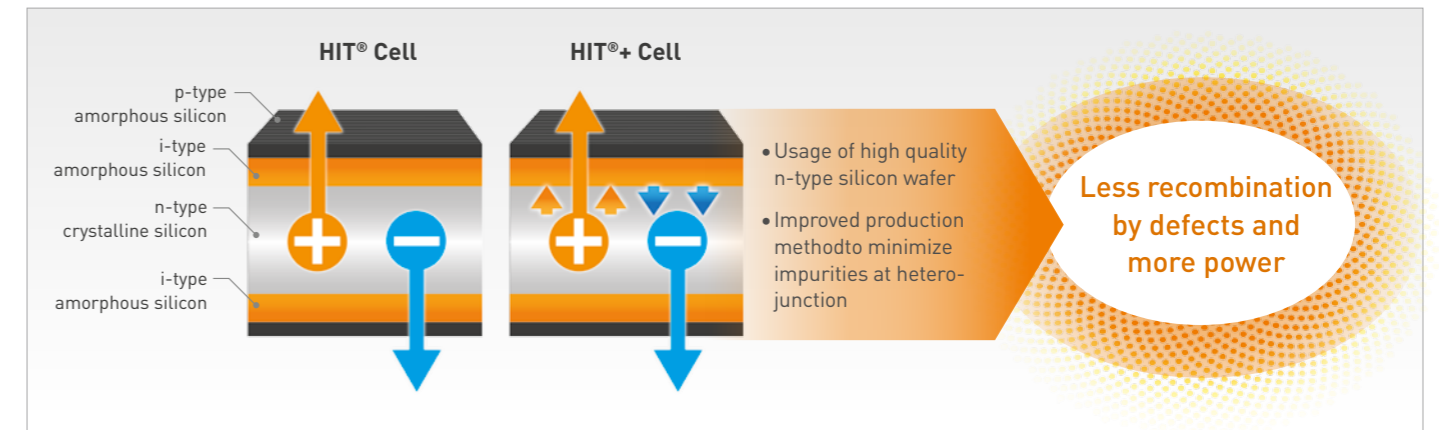 HIT® Cell
HIT®+ Cell
p-type
amorphous silicon
i-type
amorphous silicon
n-type
crystalline silicon
i-type
amorphous silicon
• Usage of high quality
n-type silicon wafer
• Improved production
methodto minimize
impurities at hetero-
junction
Less recombination
by defects and
more power